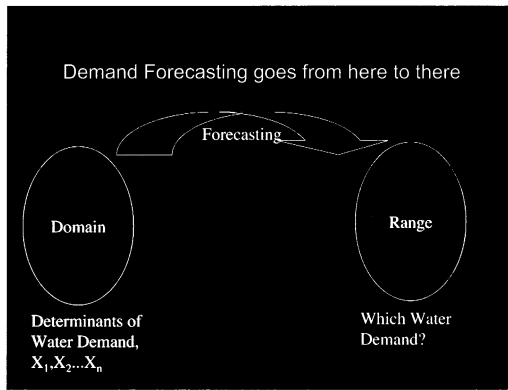 Demand Forecasting goes from here to there
Forecasting
Domain
Range
Determinants of
Water Demand,
X₁,X₂...Xₙ
Which Water
Demand?